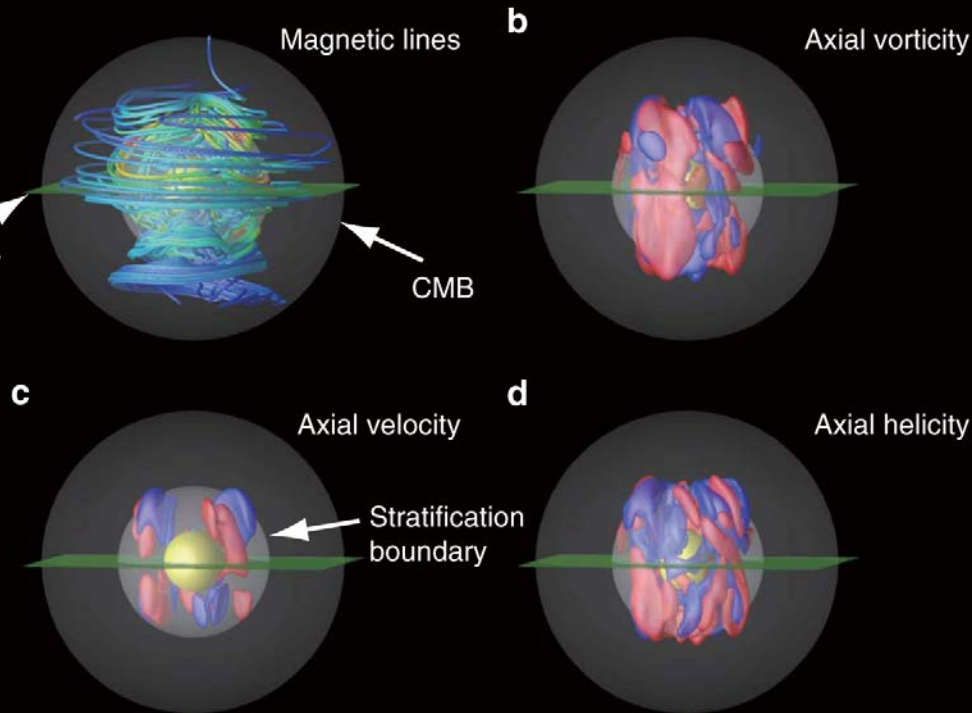 Magnetic lines
CMB
b
Axial vorticity
c
Axial velocity
Stratification
boundary
d
Axial helicity